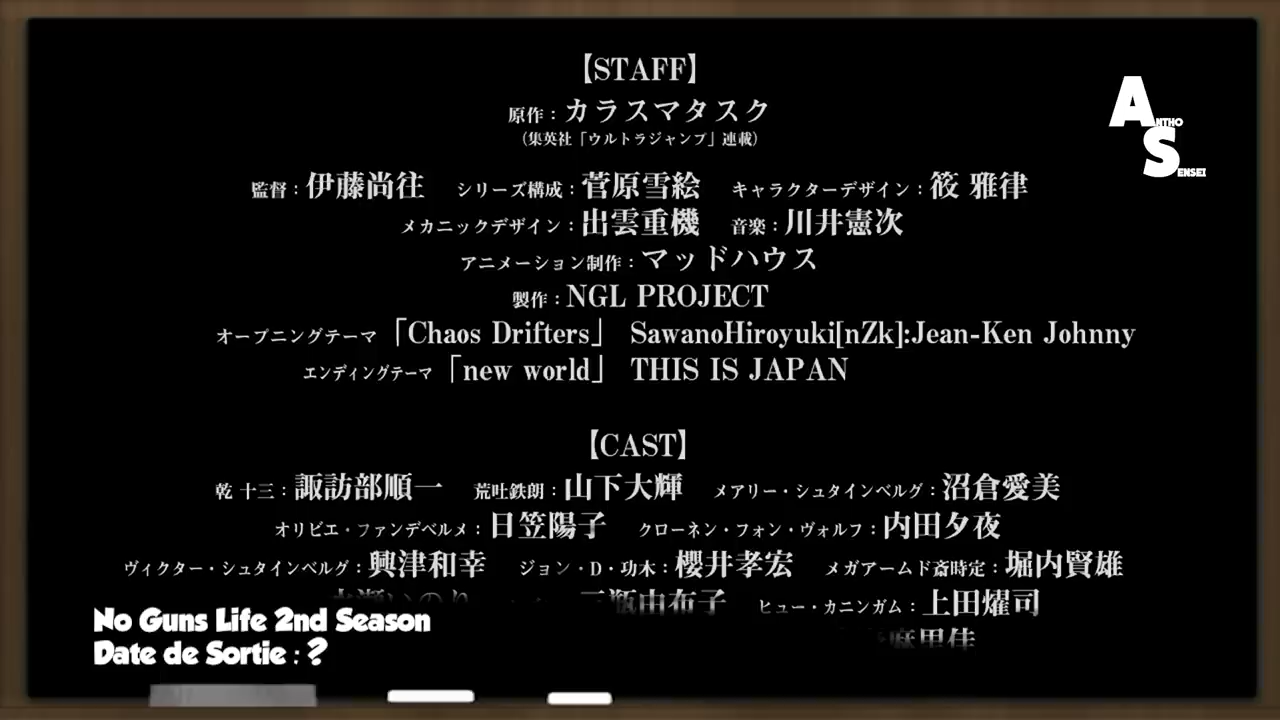 【STAFF】
原作：カラスマタスク
（集英社「ウルトラジャンプ」連載）
監督：伊藤尚往 シリーズ構成：菅原雪絵 キャラクターデザイン：筱 雅律
メカニックデザイン：出雲重機 音楽：川井憲次
アニメーション制作：マッドハウス
製作：NGL PROJECT
オープニングテーマ「Chaos Drifters」 SawanoHiroyuki[nZk]:Jean-Ken Johnny
エンディングテーマ「new world」 THIS IS JAPAN
【CAST】
乾 十三：諏訪部順一 荒吐鉄朗：山下大輝 メアリー・シュタインベルグ：沼倉愛美
オリビエ・ファンデベルメ：日笠陽子 クローネン・フォン・ヴォルフ：内田夕夜
ヴィクター・シュタインベルグ：興津和幸 ジョン・D・功木：櫻井孝宏 メガアームド斎時定：堀内賢雄
三瓶由布子 ヒュー・カニンガム：上田燿司
麻里佳
ANTHO
SENSEI
No Guns Life 2nd Season
Date de Sortie : ?